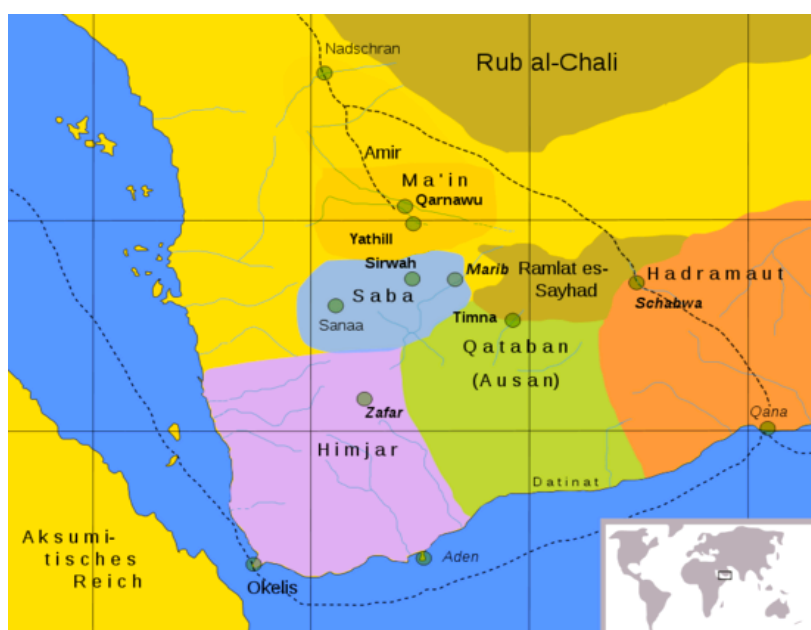 Nadschran
Rub al-Chali
Amir
Ma'in
Qarnawu
Yathill
Sirwah
Marib
Ramlat es-
Sayhad
Hadramaut
Saba
Schabwa
Sanaa
Timna
Qataban
(Ausan)
Zafar
Qana
Himjar
Datinat
Aksumi-
tisches
Reich
Aden
Okelis